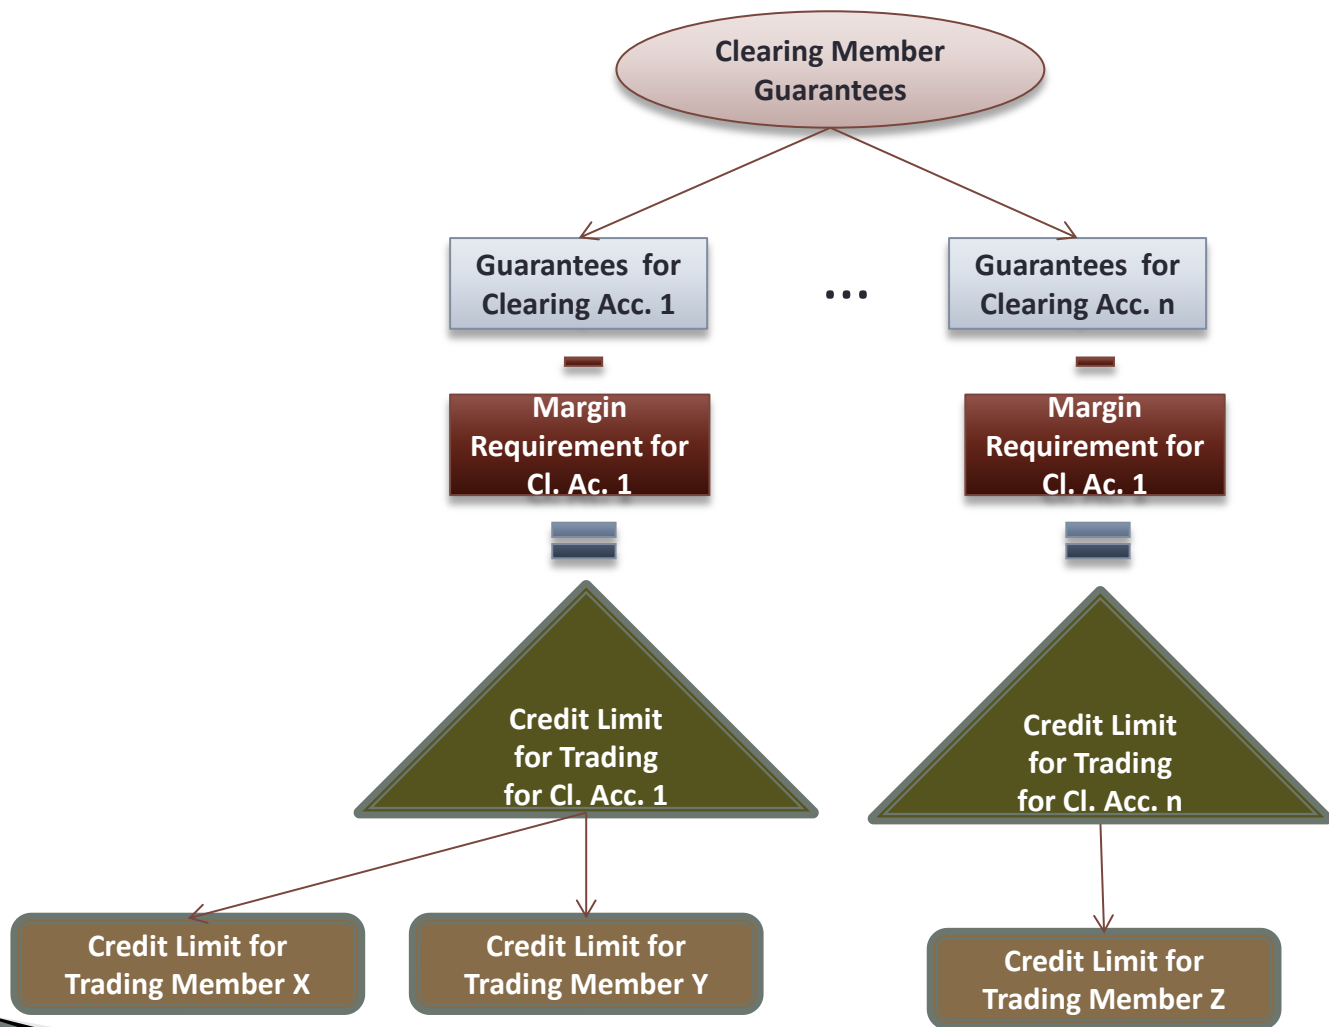 Clearing Member
Guarantees
Guarantees for
Clearing Acc. 1
...
Guarantees for
Clearing Acc. n
Margin
Requirement for
Cl. Ac. 1
Margin
Requirement for
Cl. Ac. 1
Credit Limit
for Trading
for Cl. Acc. 1
Credit Limit
for Trading
for Cl. Acc. n
Credit Limit for
Trading Member X
Credit Limit for
Trading Member Y
Credit Limit for
Trading Member Z